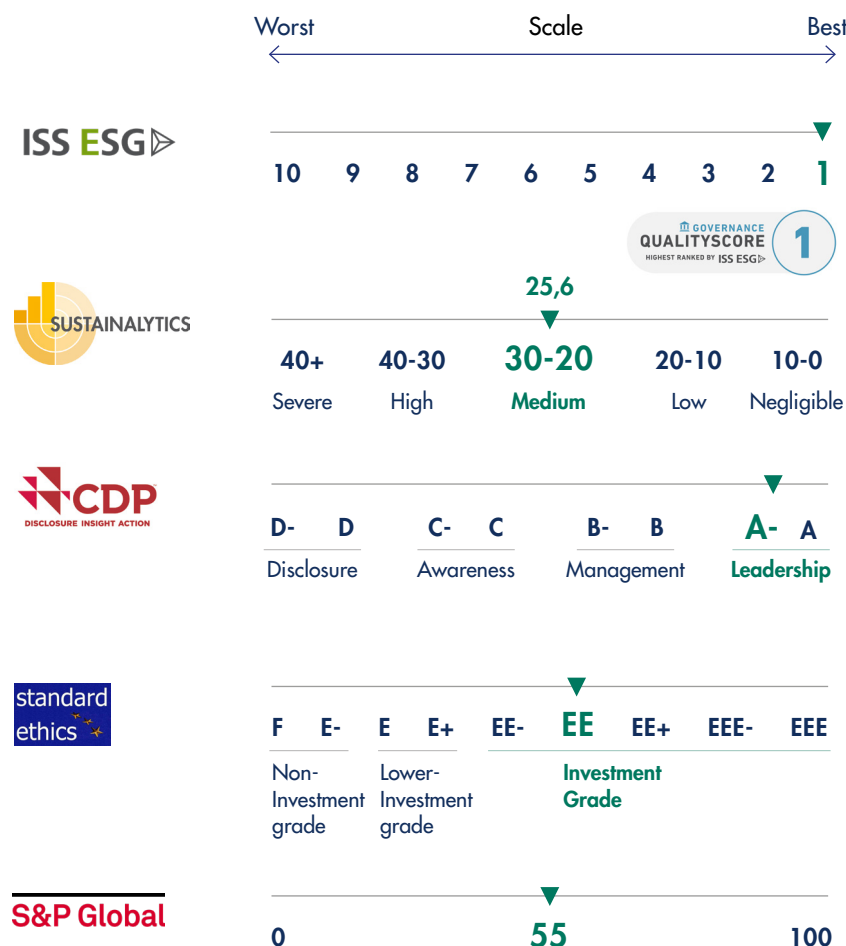 Worst Scale Best
ISS ESG
10 9 8 7 6 5 4 3 2 1
GOVERNANCE
QUALITYSCORE
HIGHEST RANKED BY ISS ESG
1
SUSTAINALYTICS
25,6
40+ 40-30 30-20 20-10 10-0
Severe High Medium Low Negligible
CDP
DISCLOSURE INSIGHT ACTION
D- D C- C B- B A- A
Disclosure Awareness Management Leadership
standard
ethics
F E- E E+ EE- EE EE+ EEE- EEE
Non-
Investment
grade
Lower-
Investment
grade
Investment
Grade
S&P Global
0 55 100